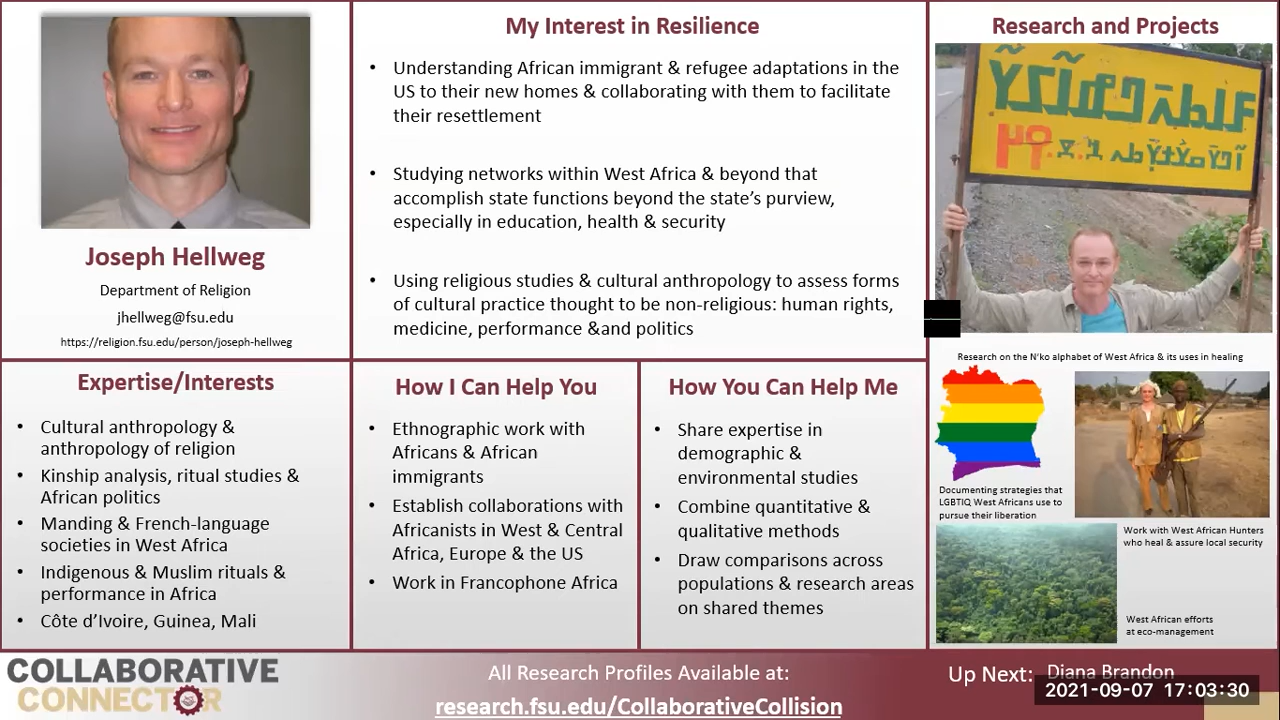 Joseph Hellweg
Department of Religion
jhellweg@fsu.edu
https://religion.fsu.edu/person/joseph-hellweg
My Interest in Resilience
• Understanding African immigrant & refugee adaptations in the
US to their new homes & collaborating with them to facilitate
their resettlement
• Studying networks within West Africa & beyond that
accomplish state functions beyond the state's purview,
especially in education, health & security
• Using religious studies & cultural anthropology to assess forms
of cultural practice thought to be non-religious: human rights,
medicine, performance &and politics
Research and Projects
Research on the N'ko alphabet of West Africa & its uses in healing
Documenting strategies that
LGBTIQ West Africans use to
pursue their liberation
Work with West African Hunters
who heal & assure local security
West African efforts
at eco-management
Expertise/Interests
• Cultural anthropology &
anthropology of religion
• Kinship analysis, ritual studies &
African politics
• Manding & French-language
societies in West Africa
• Indigenous & Muslim rituals &
performance in Africa
• Côte d'Ivoire, Guinea, Mali
How I Can Help You
• Ethnographic work with
Africans & African
immigrants
• Establish collaborations with
Africanists in West & Central
Africa, Europe & the US
• Work in Francophone Africa
How You Can Help Me
• Share expertise in
demographic &
environmental studies
• Combine quantitative &
qualitative methods
• Draw comparisons across
populations & research areas
on shared themes
COLLABORATIVE
CONNECTOR
All Research Profiles Available at:
research.fsu.edu/CollaborativeCollision
Up Next: Diana Brandon
2021-09-07 17:03:30